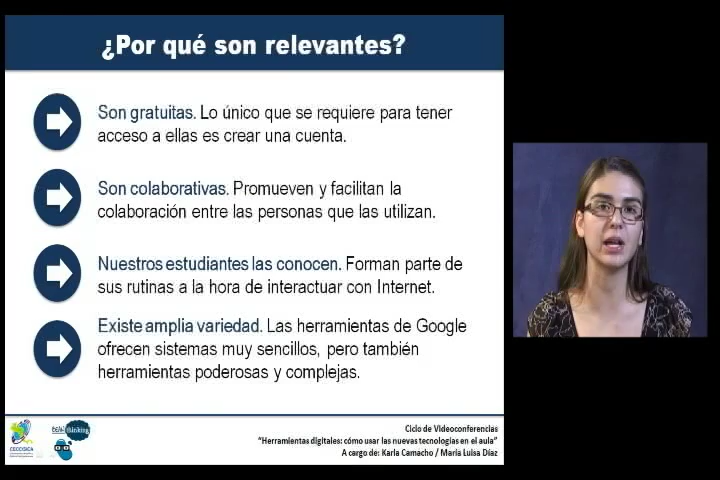 ¿Por qué son relevantes?
Son gratuitas. Lo único que se requiere para tener
acceso a ellas es crear una cuenta.
Son colaborativas. Promueven y facilitan la
colaboración entre las personas que las utilizan.
Nuestros estudiantes las conocen. Forman parte de
sus rutinas a la hora de interactuar con Internet.
Existe amplia variedad. Las herramientas de Google
ofrecen sistemas muy sencillos, pero también
herramientas poderosas y complejas.
Ciclo de Videoconferencias
"Herramientas digitales: cómo usar las nuevas tecnologías en el aula"
A cargo de: Karla Camacho / María Luisa Díaz
CECC/SICA
thinking